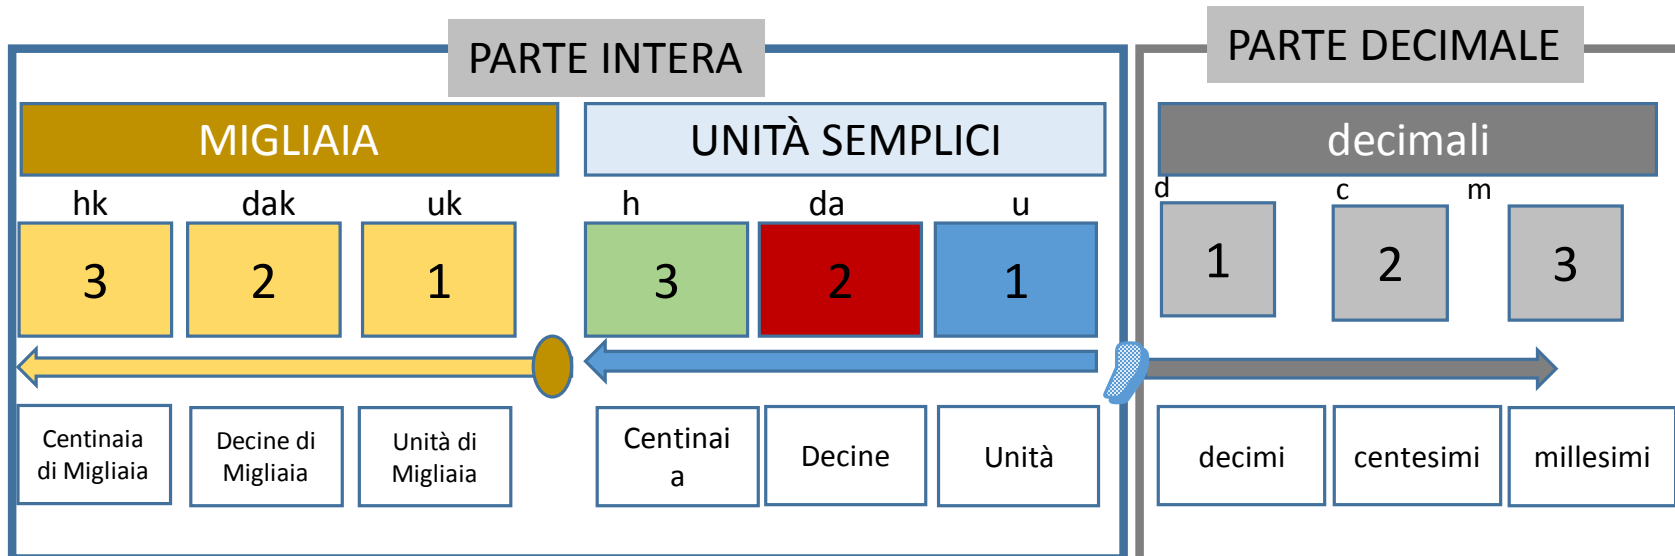 PARTE INTERA
PARTE DECIMALE
MIGLIAIA
UNITÀ SEMPLICI
decimali
hk dak uk h da u d c m
3 2 1 3 2 1 1 2 3
Centinaia
di Migliaia
Decine di
Migliaia
Unità di
Migliaia
Centinai
a
Decine
Unità
decimi
centesimi
millesimi